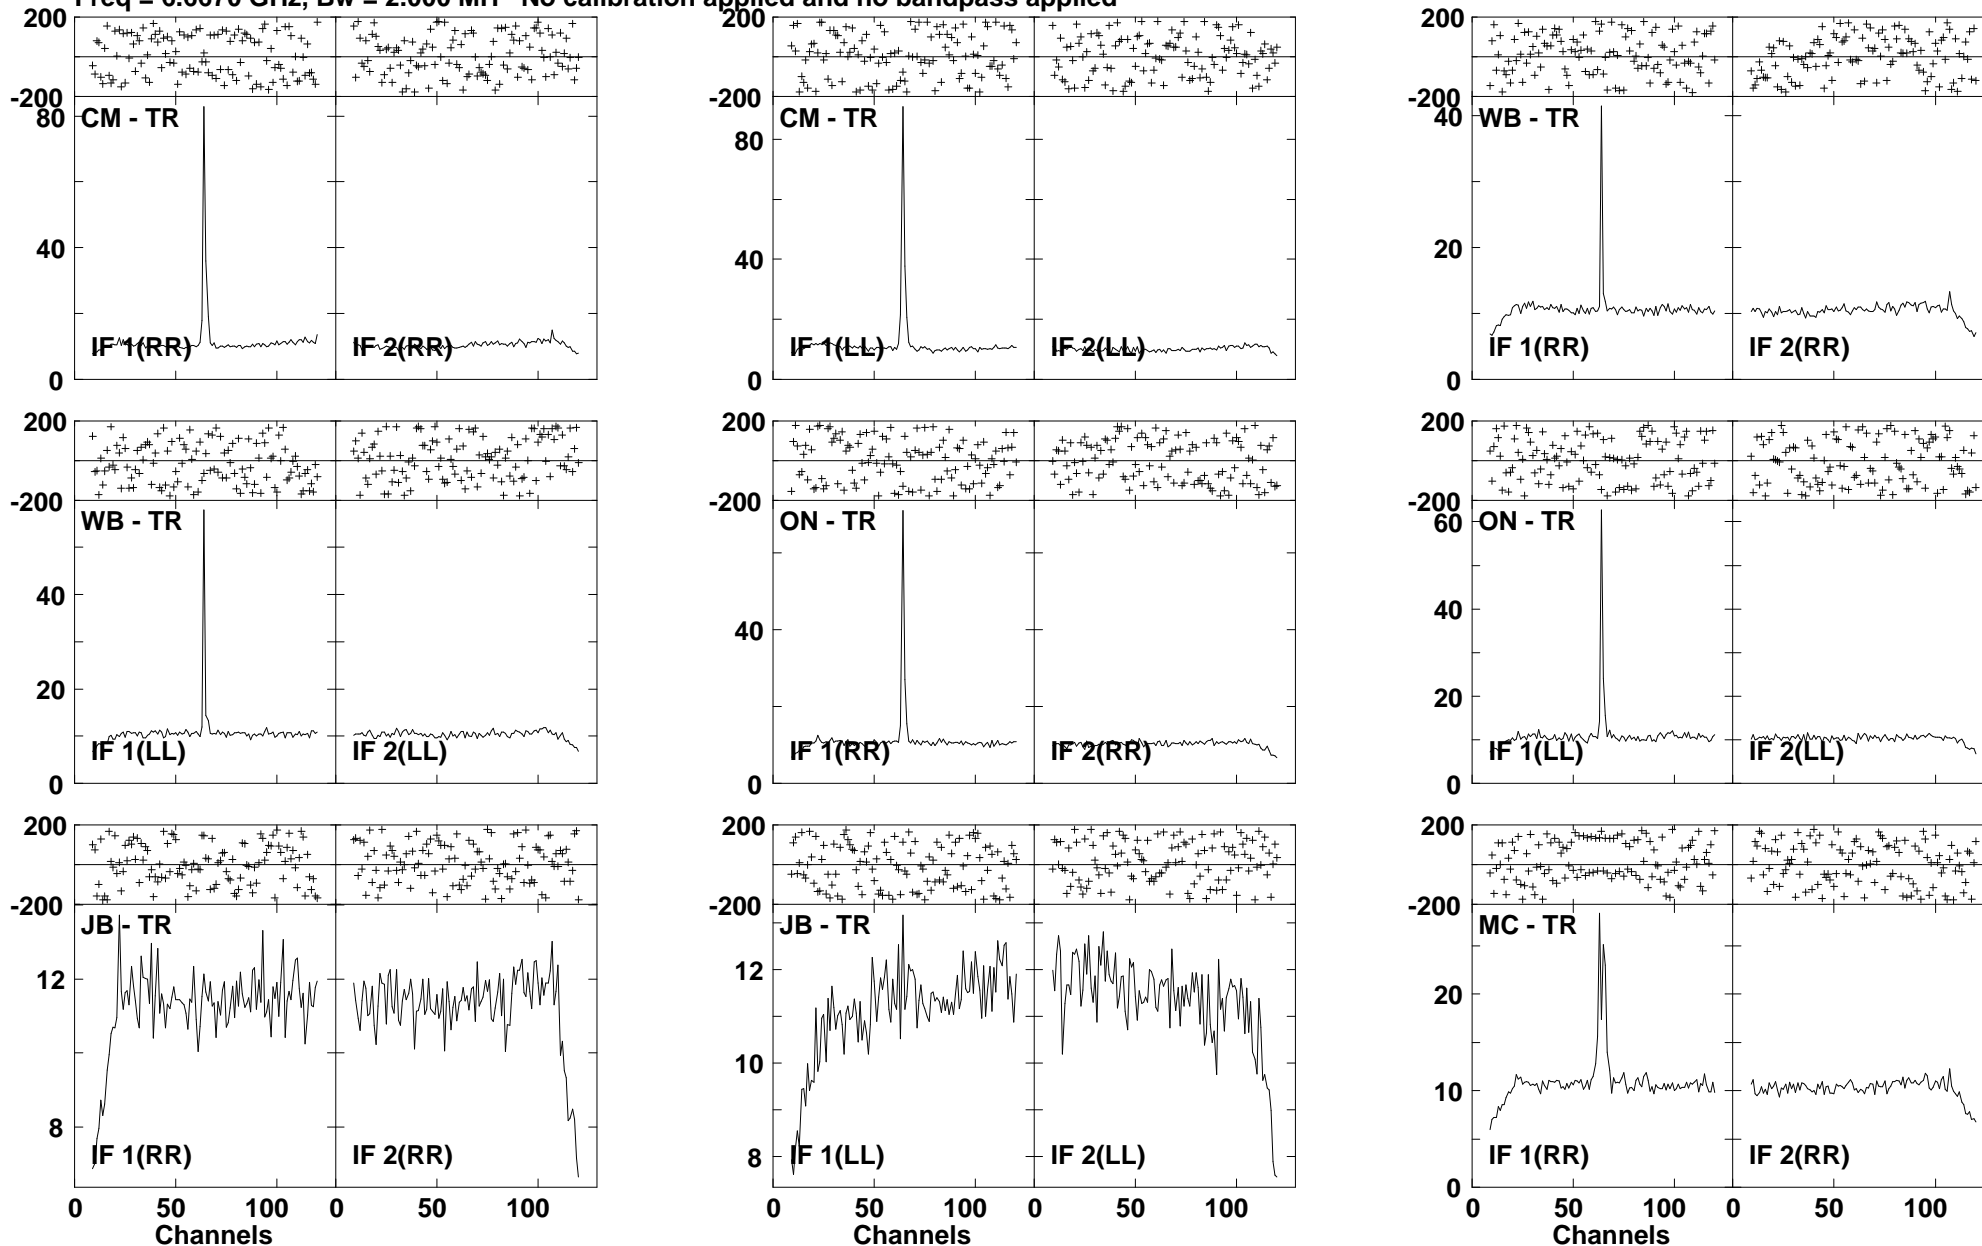 Freq = 6.6670 GHz, Bw = 2.000 MH No calibration applied and no bandpass applied
200 200 200
-200 -200 -200
80 CM - TR 80 CM - TR 40 WB - TR
40 40 20
IF 1(RR) IF 2(RR) IF 1(LL) IF 2(LL) IF 1(RR) IF 2(RR)
0 0 0
200 200 200
-200 -200 -200
WB - TR ON - TR 60 ON - TR
40 40 40
20 20
IF 1(LL) IF 2(LL) IF 1(RR) IF 2(RR) IF 1(LL) IF 2(LL)
0 0 0
200 200 200
-200 -200 -200
JB - TR JB - TR MC - TR
12 12 20
10 10
8 8
IF 1(RR) IF 2(RR) IF 1(LL) IF 2(LL) IF 1(RR) IF 2(RR)
0
0 50 100 0 50 100 0 50 100 0 50 100 0 50 100 0 50 100
Channels Channels Channels